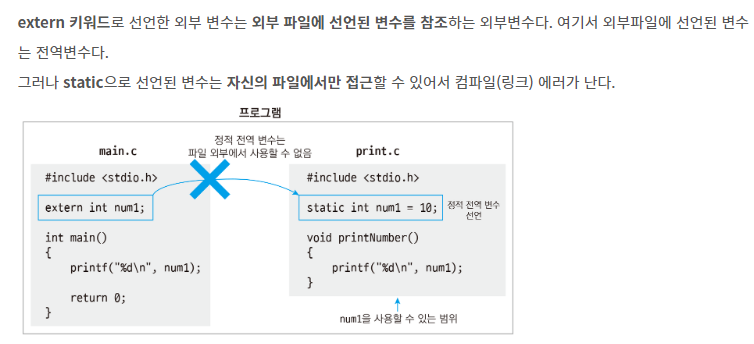 extern 키워드로 선언한 외부 변수는 외부 파일에 선언된 변수를 참조하는 외부변수다. 여기서 외부파일에 선언된 변수
는 전역변수다.
그러나 static으로 선언된 변수는 자신의 파일에서만 접근할 수 있어서 컴파일(링크) 에러가 난다.
프로그램
정적 전역 변수는
파일 외부에서 사용할 수 없음
main.c
#include <stdio.h>
extern int num1;
int main()
{
printf("%d\n", num1);
return 0;
}
print.c
#include <stdio.h>
static int num1 = 10;
정적 전역 변수
선언
void printNumber()
{
printf("%d\n", num1);
}
num1을 사용할 수 있는 범위